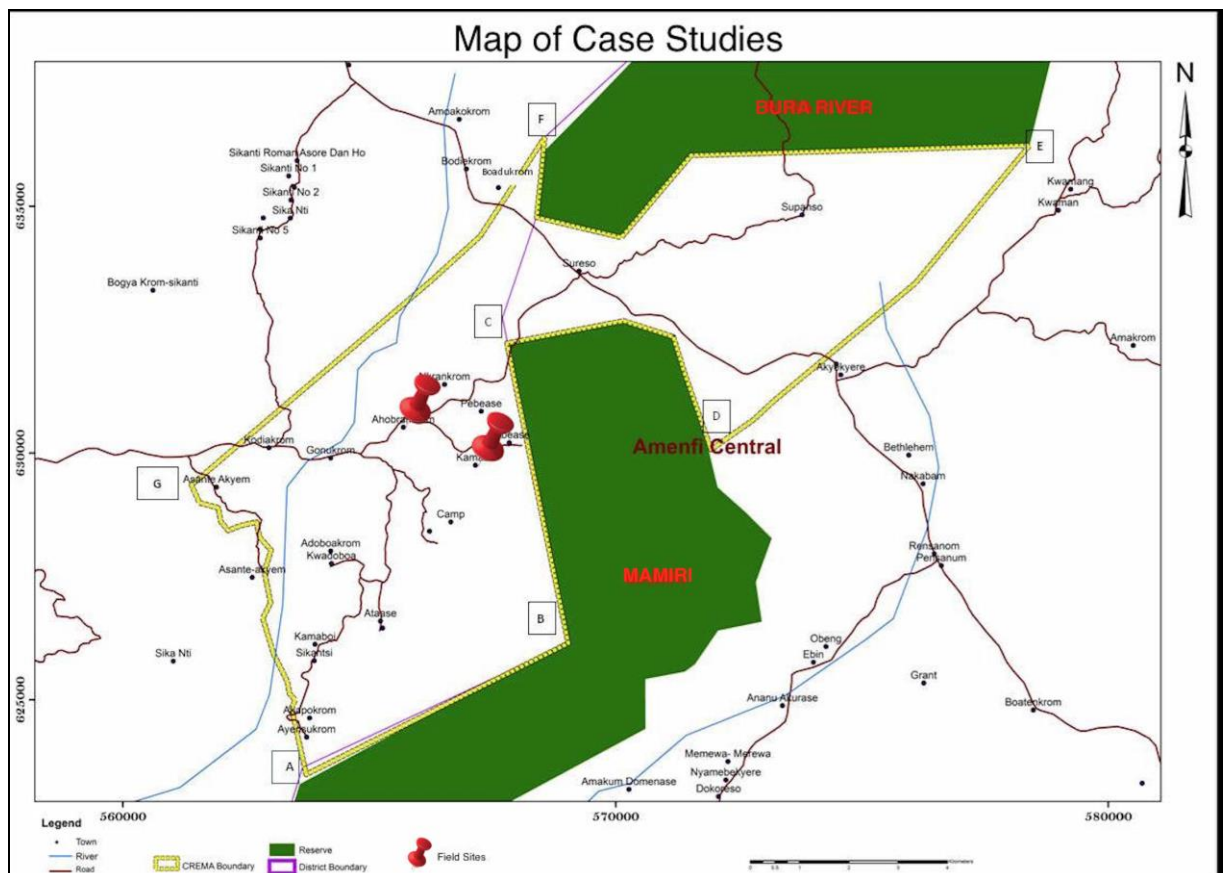 Map of Case Studies
N
BURA RIVER
F
E
Amoakokrom
Bodiekrom
Boadukrom
Sikanti Roman Asore Dan Ho
Sikanti No 1
Sikanti No 2
Sika Nti
Sikanti No 5
Bogya Krom-sikanti
Kwamang
Kwaman
Supanso
Sureso
C
Amakrom
Akyekyere
Pebease
D
Amenfi Central
Kodiakrom
Gonukrom
Bethlehem
Nakabam
G
Asante Akyem
Camp
Adoboakrom
Kwadoboa
Asante-akyem
Rensanom
Pensanum
MAMIRI
B
Ataase
Kamaboi
Sikantsi
Sika Nti
Obeng
Ebin
Grant
Ananu Akurase
Boatenkrom
Akapokrom
Ayensukrom
A
Memewa- Merewa
Nyamebekyere
Dokoreso
Amakum Domenase
635000
630000
625000
560000
570000
580000
Legend
Town
River
Road
CREMA Boundary
Reserve
District Boundary
Field Sites